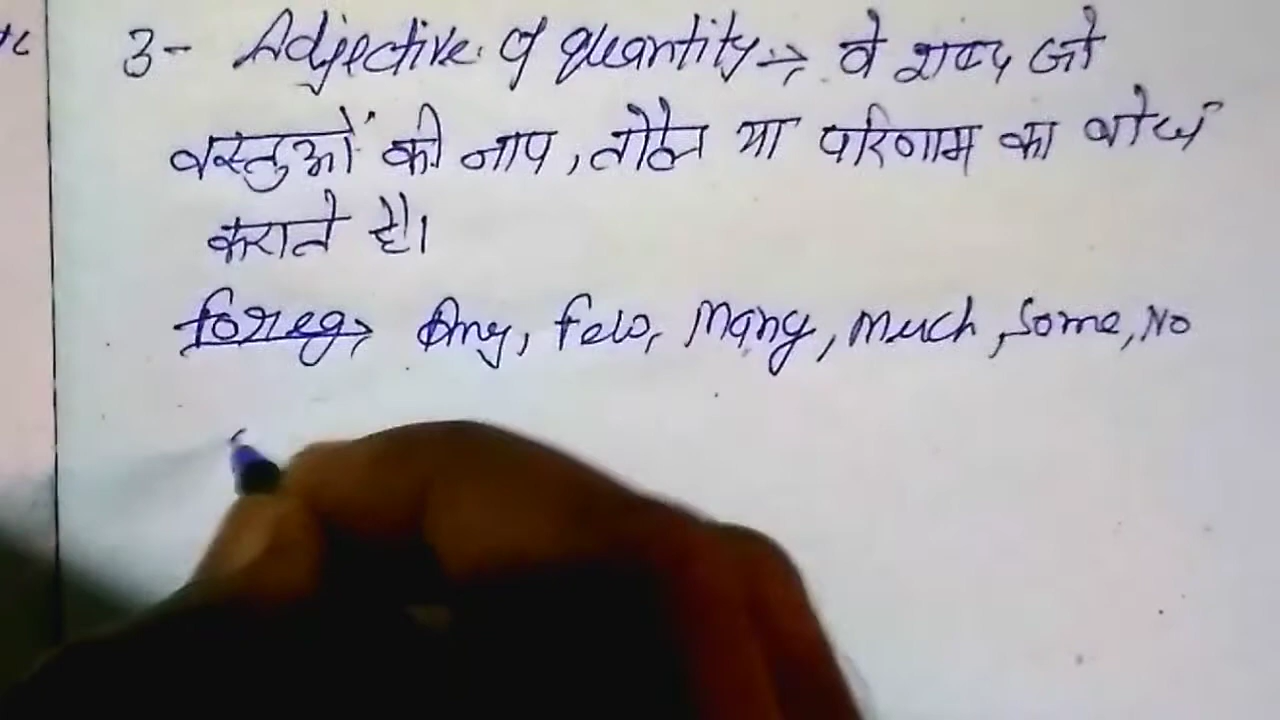 3- Adjective of quantity→ वे शब्द जो
वस्तुओं की नाप, तौल या परिणाम का बोध
कराते है।
for eg→ Any, few, Many, much, Some, No